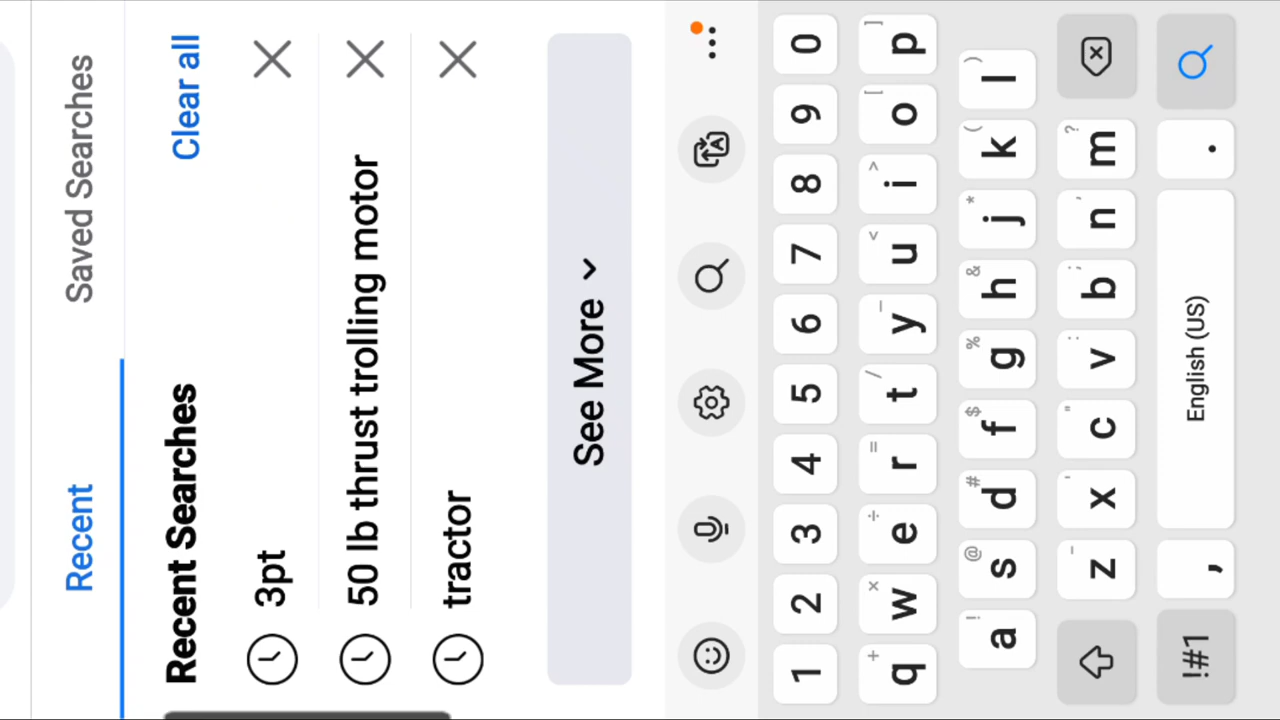 Recent Saved Searches
Recent Searches Clear all
3pt
50 lb thrust trolling motor
tractor
See More
1 2 3 4 5 6 7 8 9 0
+ × ÷ = / _ < > [ ]
q w e r t y u i o p
! @ # $ % & * ( )
a s d f g h j k l
- ' " : ; , ?
z x c v b n m
!#1 , English (US) .